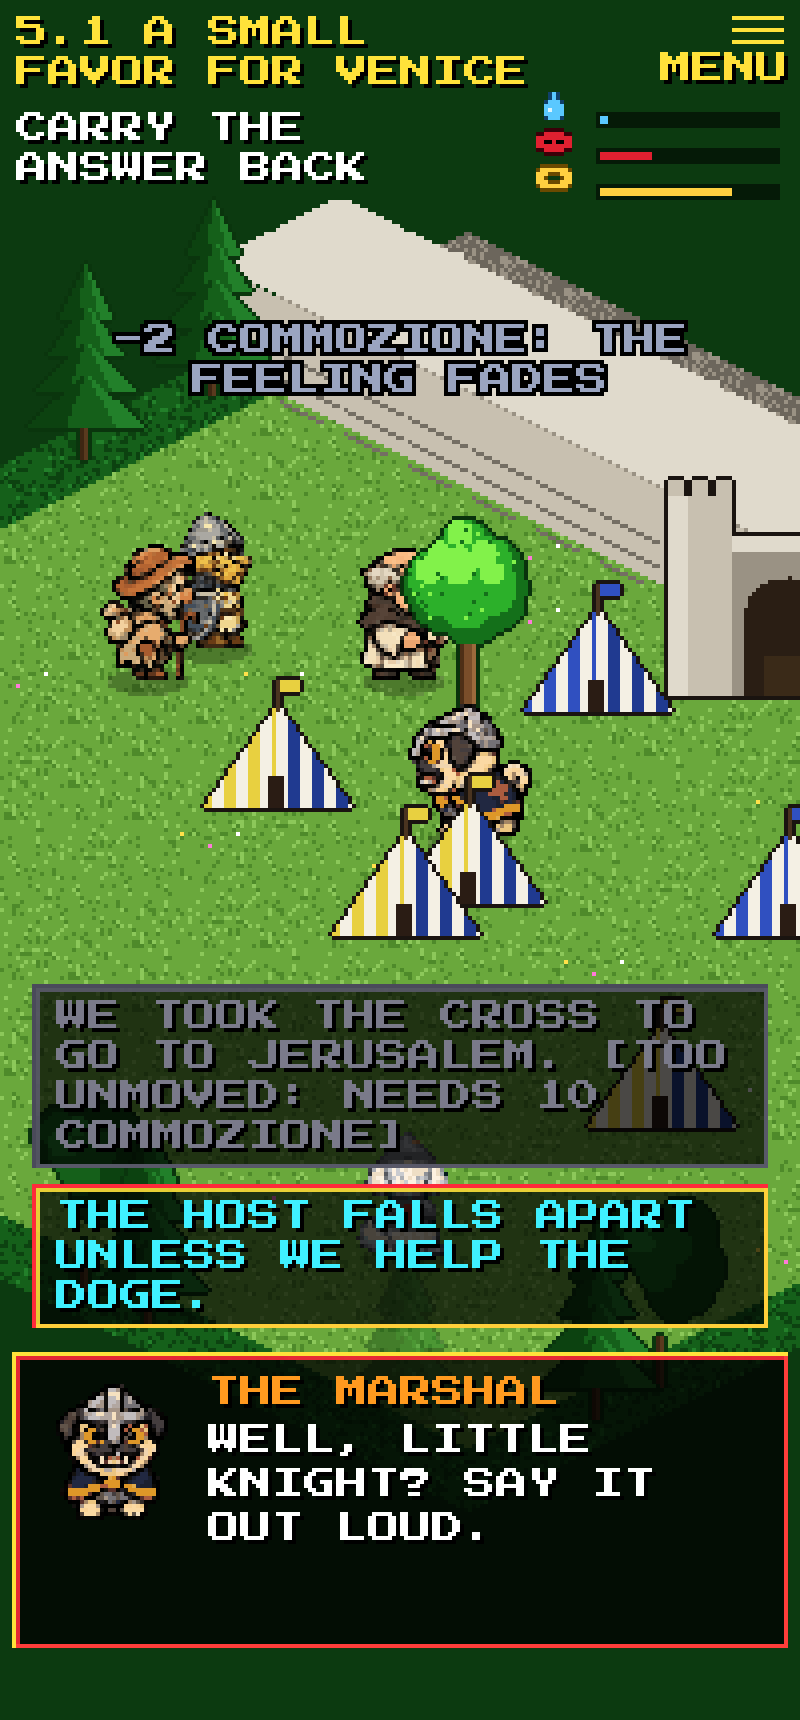 5.1 A SMALL
FAVOR FOR VENICE
MENU
CARRY THE
ANSWER BACK
-2 COMMOZIONE: THE
FEELING FADES
WE TOOK THE CROSS TO
GO TO JERUSALEM. [TOO
UNMOVED: NEEDS 10
COMMOZIONE]
THE HOST FALLS APART
UNLESS WE HELP THE
DOGE.
THE MARSHAL
WELL, LITTLE
KNIGHT? SAY IT
OUT LOUD.